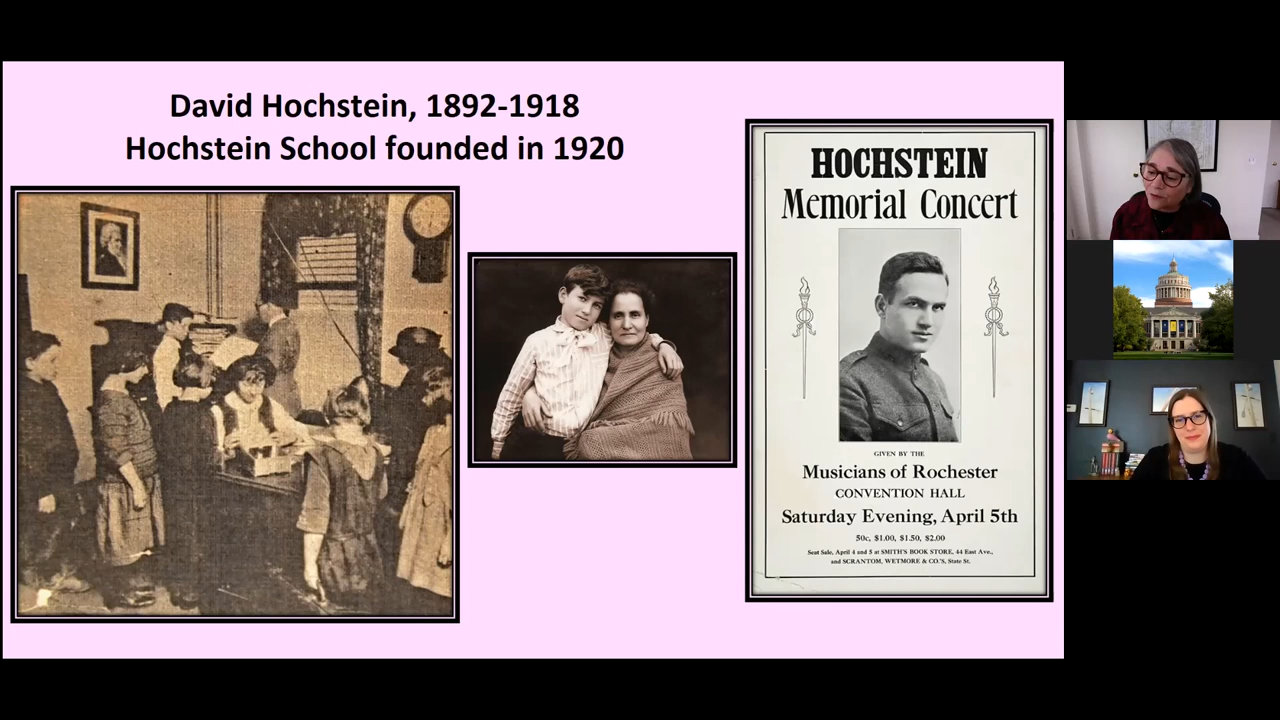 David Hochstein, 1892-1918
Hochstein School founded in 1920
HOCHSTEIN
Memorial Concert
GIVEN BY THE
Musicians of Rochester
CONVENTION HALL
Saturday Evening, April 5th
50c, $1.00, $1.50, $2.00
Seat Sale, April 4 and 5 at SMITH'S BOOK STORE, 44 East Ave.,
and SCRANTOM, WETMORE & CO.'S, State St.